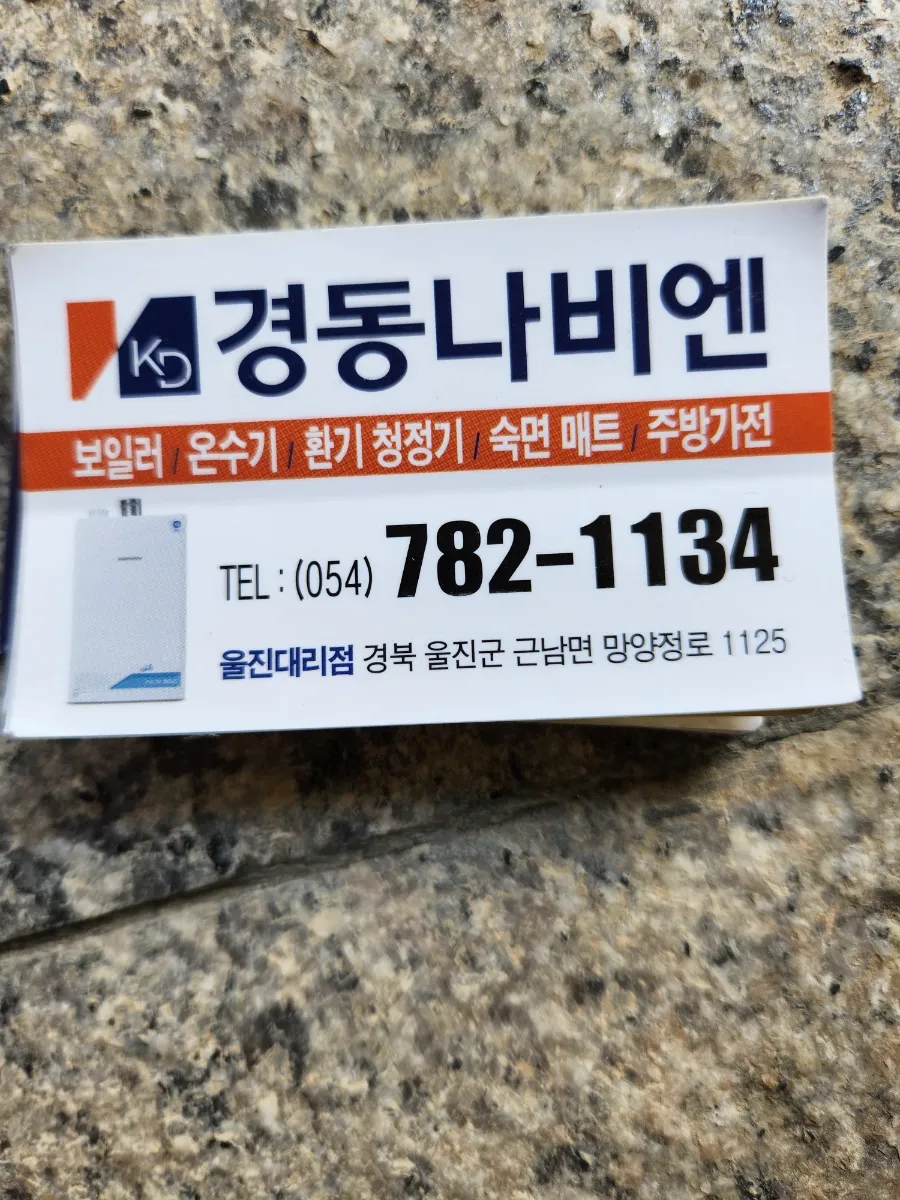 KD 경동나비엔
보일러 / 온수기 / 환기 청정기 / 숙면 매트 / 주방가전
TEL : (054) 782-1134
울진대리점 경북 울진군 근남면 망양정로 1125